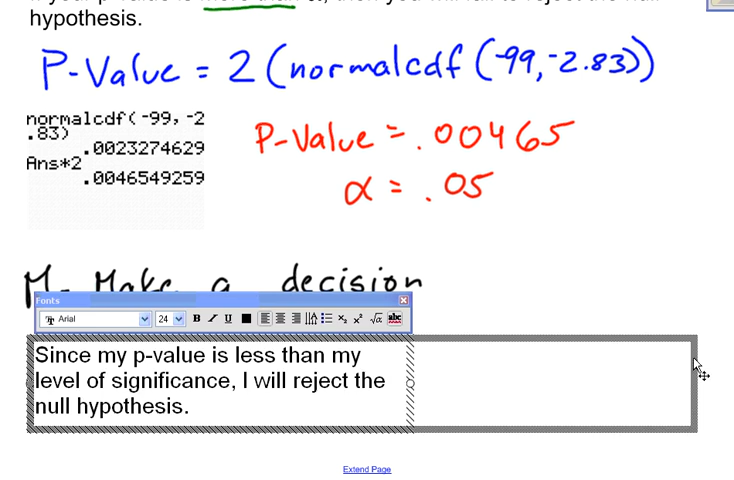 hypothesis.
P-Value = 2(normalcdf(-99,-2.83))
normalcdf(-99,-2
.83)
.0023274629
Ans*2
.0046549259
P-Value = .00465
α = .05
M- Make a decision
Fonts
Arial
24
B I U
abc
Since my p-value is less than my
level of significance, I will reject the
null hypothesis.
Extend Page